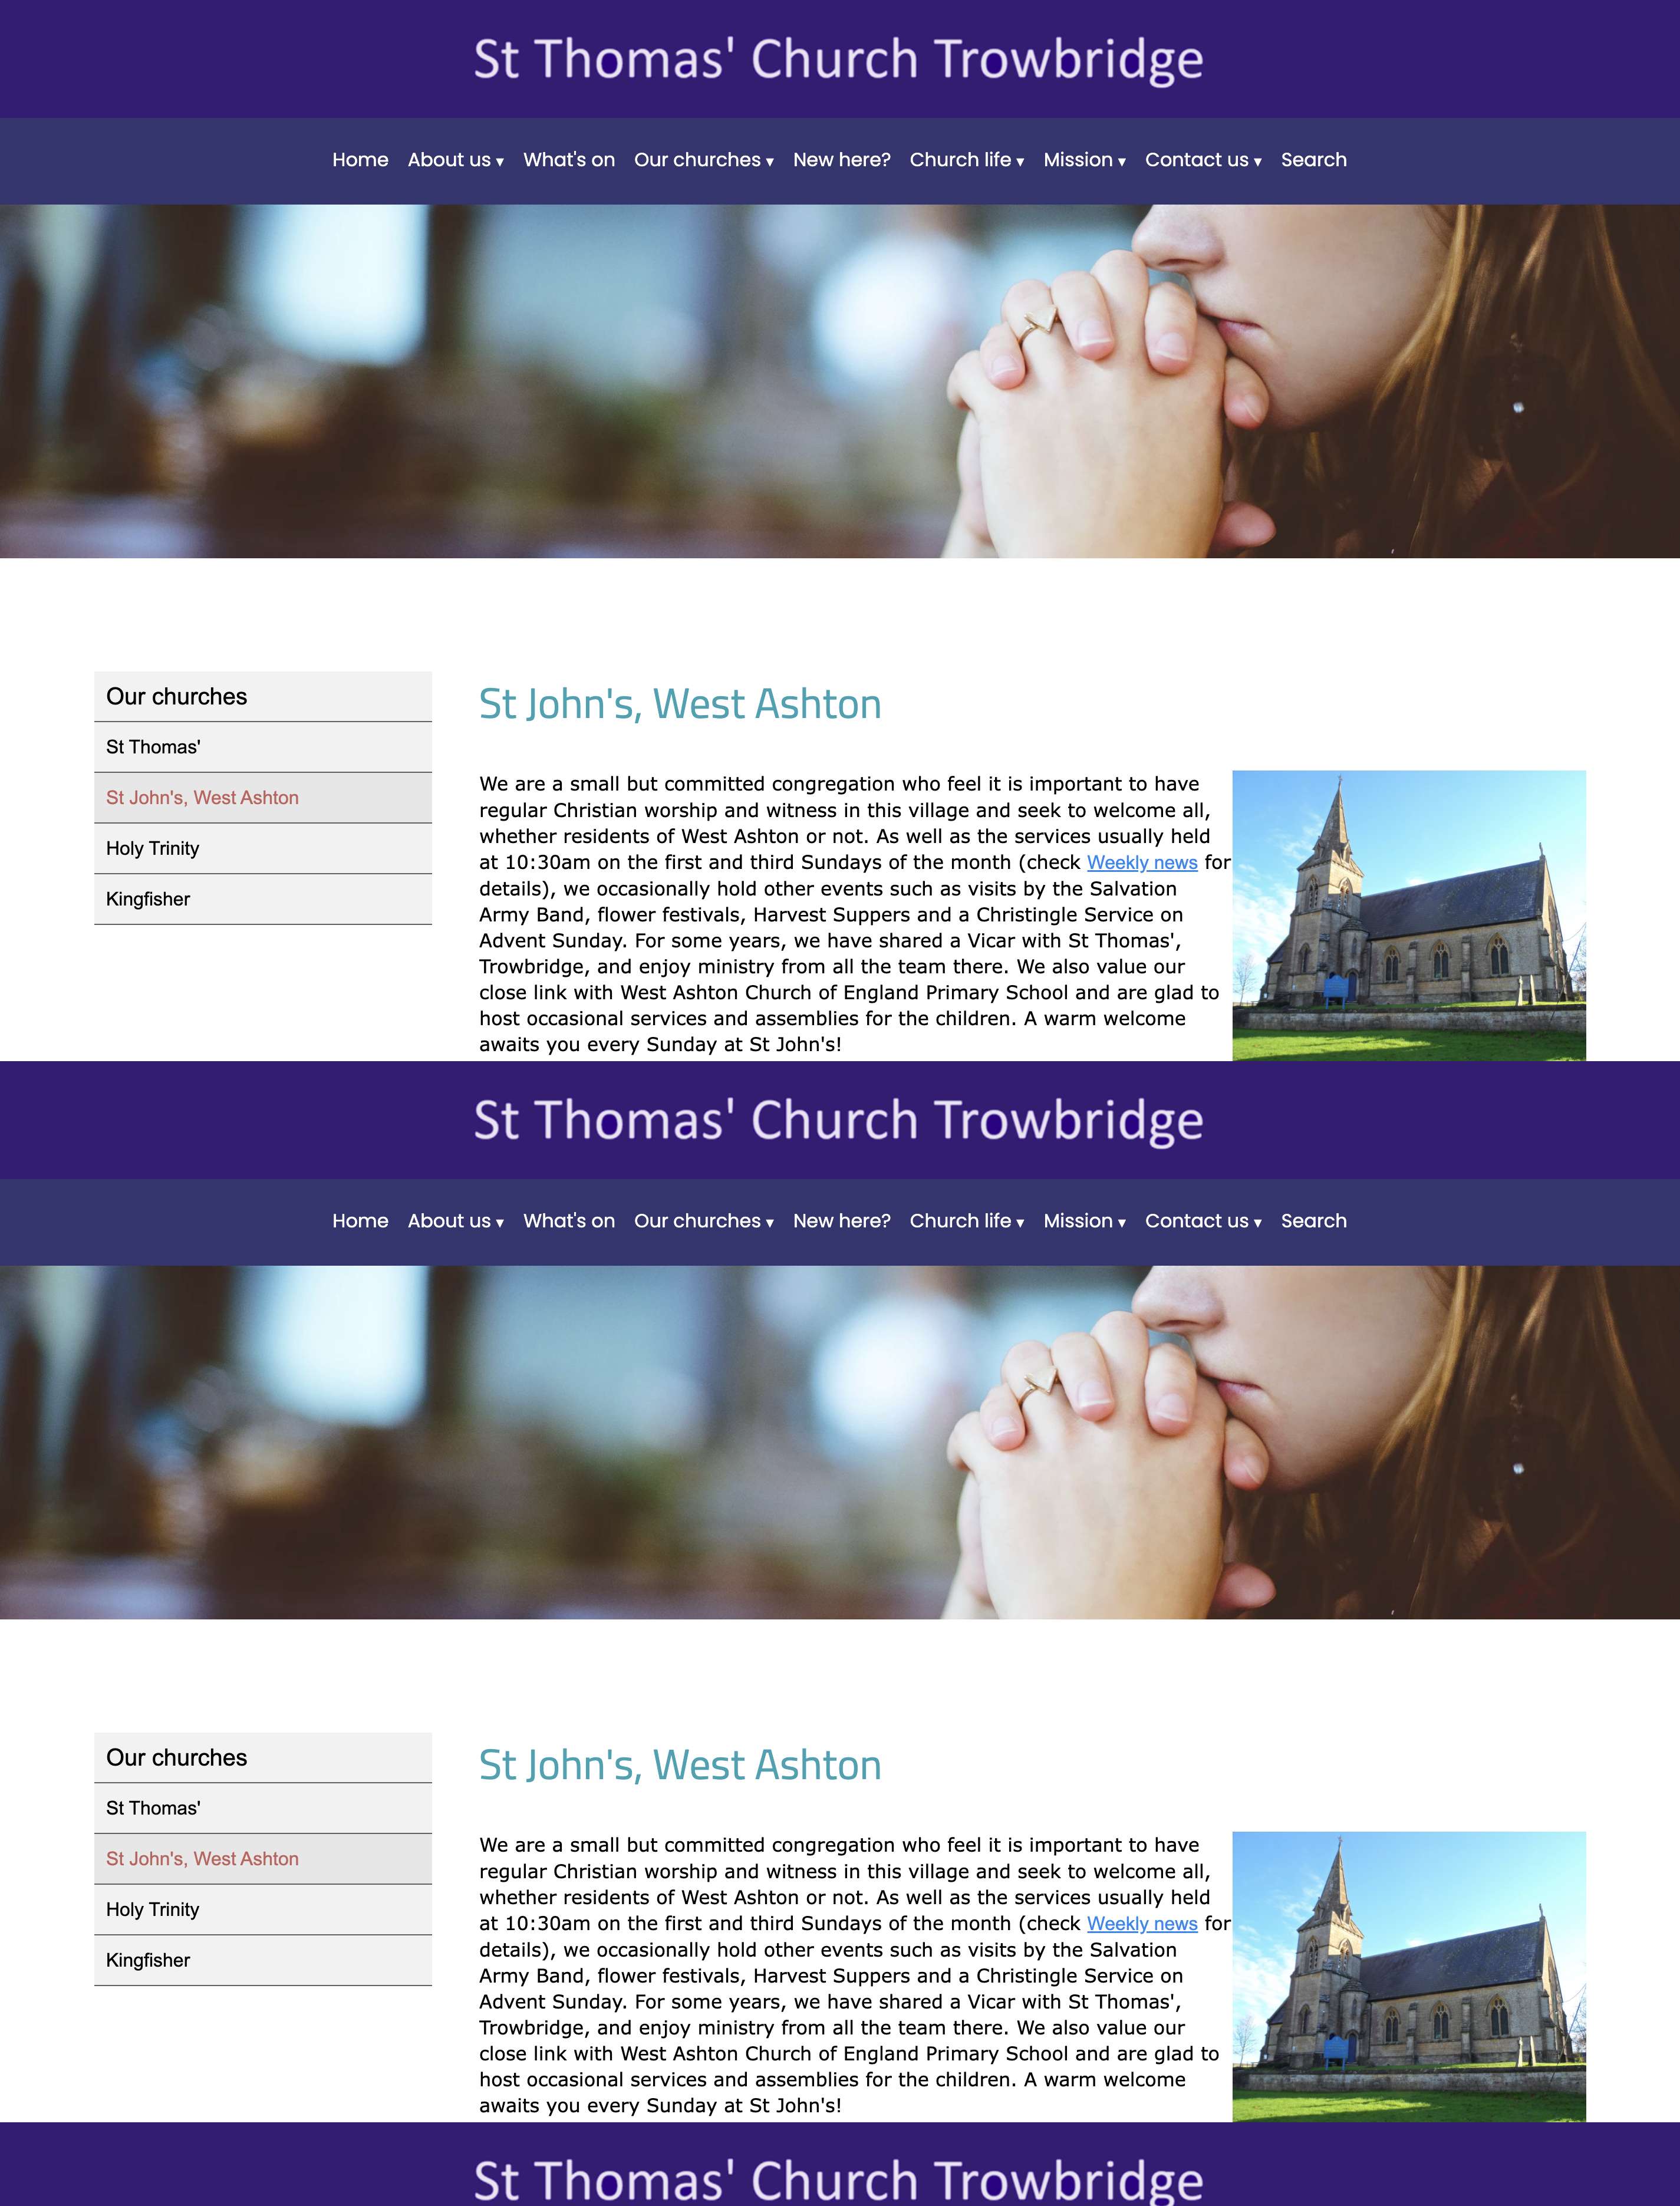 St Thomas' Church Trowbridge
Home About us ▾ What's on Our churches ▾ New here? Church life ▾ Mission ▾ Contact us ▾ Search
Our churches
St Thomas'
St John's, West Ashton
Holy Trinity
Kingfisher
St John's, West Ashton
We are a small but committed congregation who feel it is important to have
regular Christian worship and witness in this village and seek to welcome all,
whether residents of West Ashton or not. As well as the services usually held
at 10:30am on the first and third Sundays of the month (check Weekly news for
details), we occasionally hold other events such as visits by the Salvation
Army Band, flower festivals, Harvest Suppers and a Christingle Service on
Advent Sunday. For some years, we have shared a Vicar with St Thomas',
Trowbridge, and enjoy ministry from all the team there. We also value our
close link with West Ashton Church of England Primary School and are glad to
host occasional services and assemblies for the children. A warm welcome
awaits you every Sunday at St John's!
St Thomas' Church Trowbridge
Home About us ▾ What's on Our churches ▾ New here? Church life ▾ Mission ▾ Contact us ▾ Search
Our churches
St Thomas'
St John's, West Ashton
Holy Trinity
Kingfisher
St John's, West Ashton
We are a small but committed congregation who feel it is important to have
regular Christian worship and witness in this village and seek to welcome all,
whether residents of West Ashton or not. As well as the services usually held
at 10:30am on the first and third Sundays of the month (check Weekly news for
details), we occasionally hold other events such as visits by the Salvation
Army Band, flower festivals, Harvest Suppers and a Christingle Service on
Advent Sunday. For some years, we have shared a Vicar with St Thomas',
Trowbridge, and enjoy ministry from all the team there. We also value our
close link with West Ashton Church of England Primary School and are glad to
host occasional services and assemblies for the children. A warm welcome
awaits you every Sunday at St John's!
St Thomas' Church Trowbridge